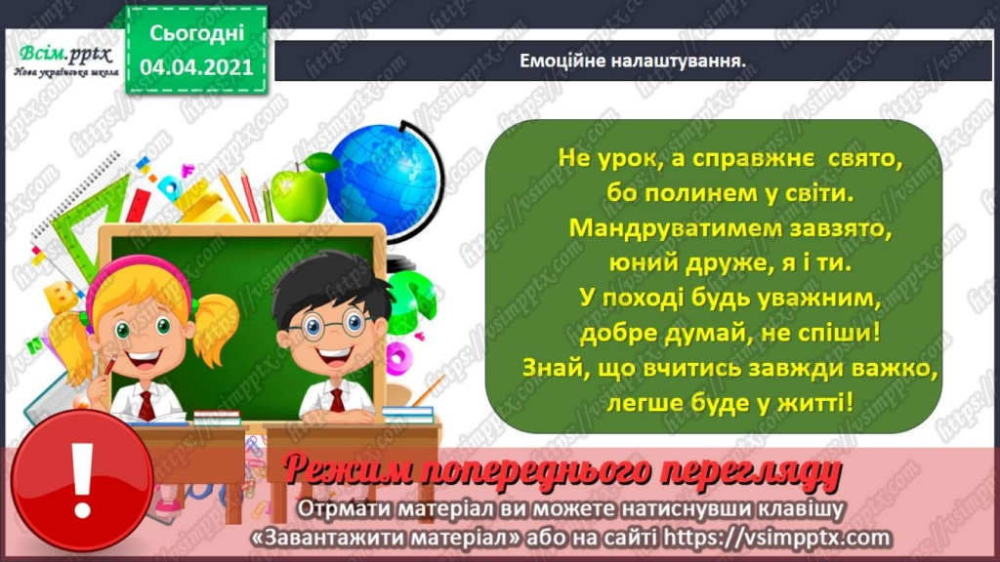 Всім.pptx
Нова українська школа
Сьогодні
04.04.2021
Емоційне налаштування.
Не урок, а справжнє свято,
бо полинем у світи.
Мандруватимем завзято,
юний друже, я і ти.
У поході будь уважним,
добре думай, не спіши!
Знай, що вчитись завжди важко,
легше буде у житті!
!
Режим попереднього перегляду
Отрмати матеріал ви можете натиснувши клавішу
«Завантажити матеріал» або на сайті https://vsimpptx.com